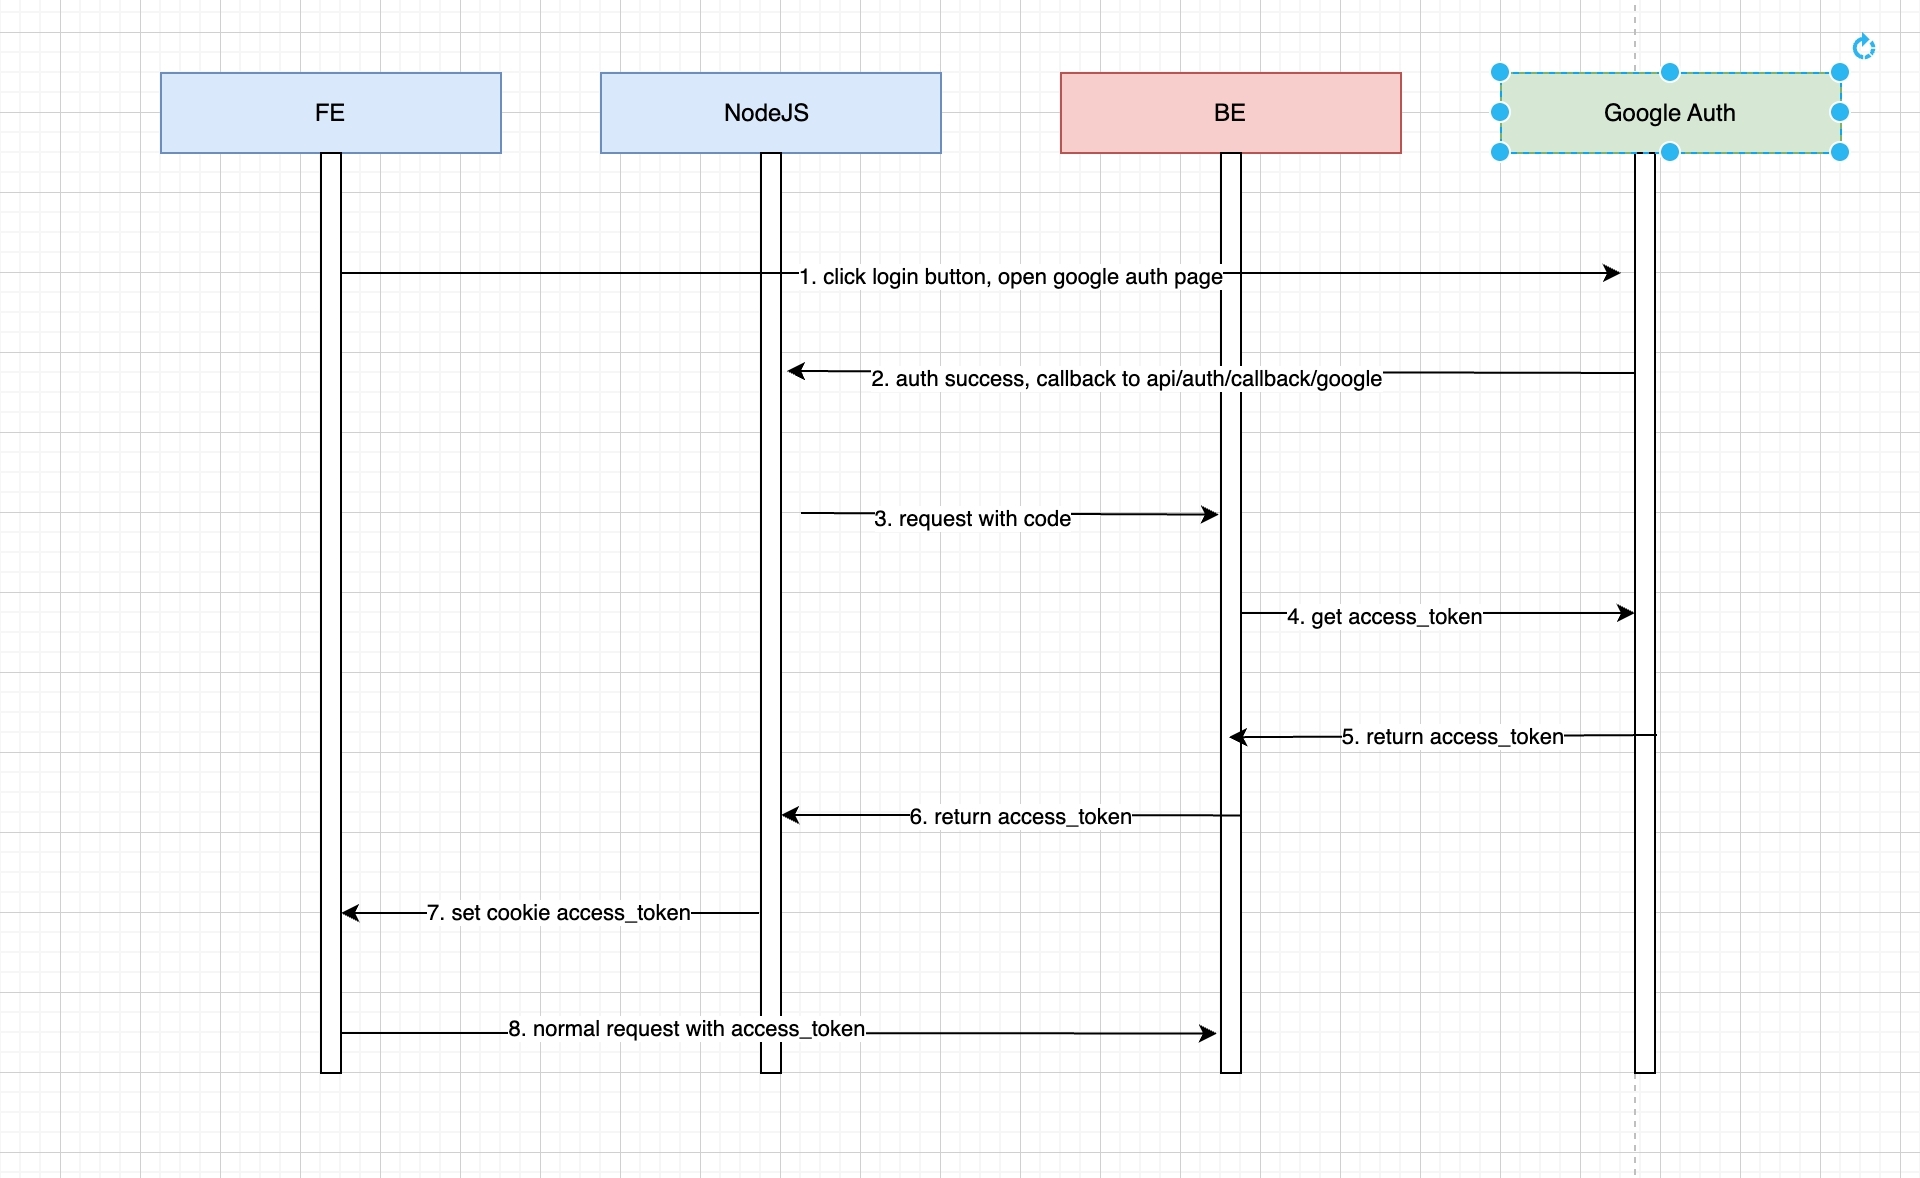 FE
NodeJS
BE
Google Auth
1. click login button, open google auth page
2. auth success, callback to api/auth/callback/google
3. request with code
4. get access_token
5. return access_token
6. return access_token
7. set cookie access_token
8. normal request with access_token